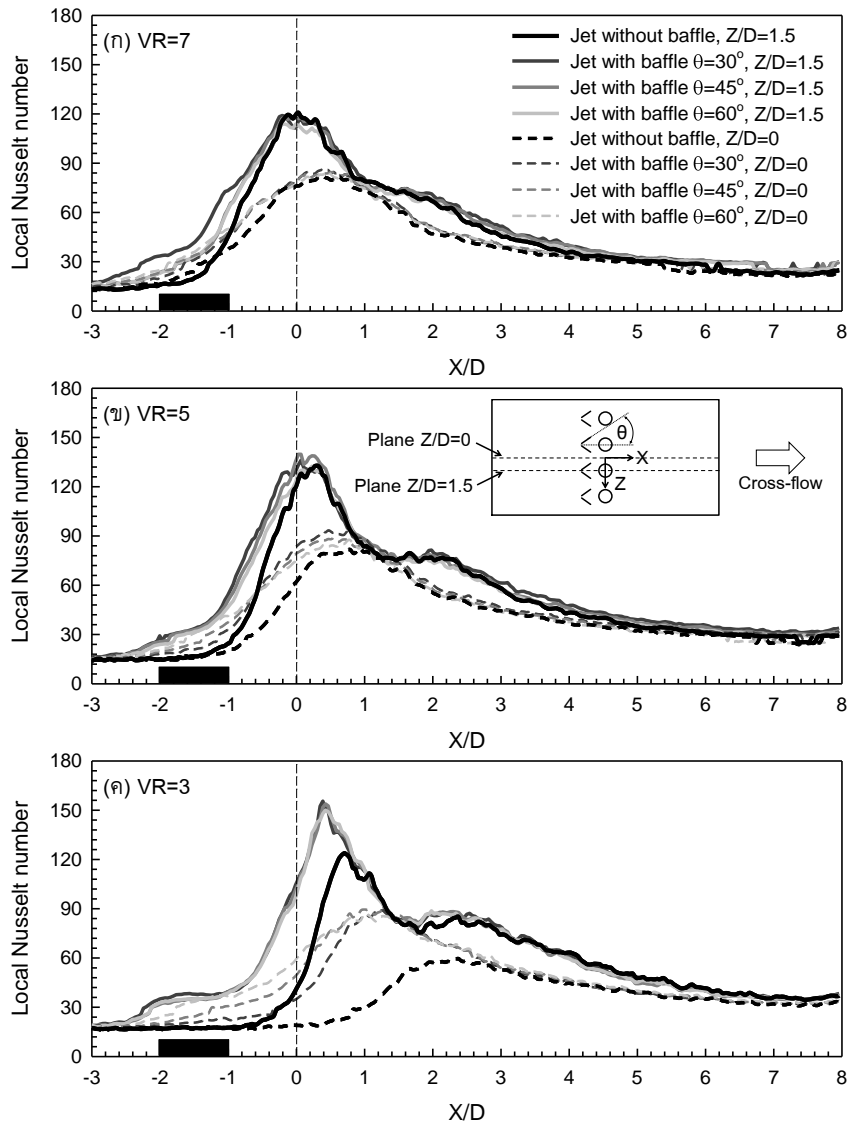 180
150
120
90
60
30
0
Local Nusselt number
(ก) VR=7
Jet without baffle, Z/D=1.5
Jet with baffle θ=30°, Z/D=1.5
Jet with baffle θ=45°, Z/D=1.5
Jet with baffle θ=60°, Z/D=1.5
Jet without baffle, Z/D=0
Jet with baffle θ=30°, Z/D=0
Jet with baffle θ=45°, Z/D=0
Jet with baffle θ=60°, Z/D=0
-3 -2 -1 0 1 2 3 4 5 6 7 8
X/D
180
150
120
90
60
30
0
Local Nusselt number
(ข) VR=5
Plane Z/D=0
Plane Z/D=1.5
θ
X
Z
Cross-flow
-3 -2 -1 0 1 2 3 4 5 6 7 8
X/D
180
150
120
90
60
30
0
Local Nusselt number
(ค) VR=3
-3 -2 -1 0 1 2 3 4 5 6 7 8
X/D